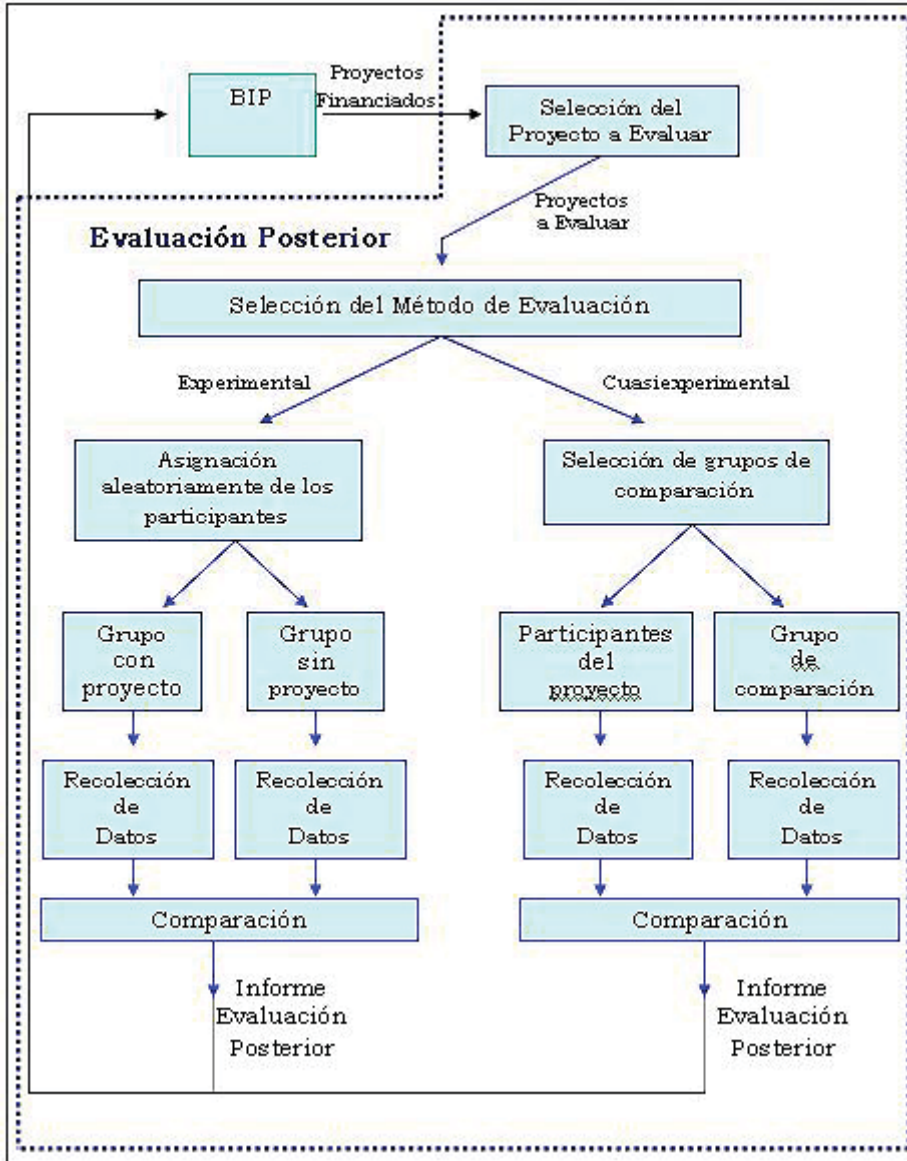 BIP
Proyectos
Financiados
Selección del
Proyecto a Evaluar
Proyectos
a Evaluar
Evaluación Posterior
Selección del Método de Evaluación
Experimental
Cuasiexperimental
Asignación
aleatoriamente de los
participantes
Selección de grupos de
comparación
Grupo
con
proyecto
Grupo
sin
proyecto
Participantes
del
proyecto
Grupo
de
comparación
Recolección
de
Datos
Recolección
de
Datos
Recolección
de
Datos
Recolección
de
Datos
Comparación
Comparación
Informe
Evaluación
Posterior
Informe
Evaluación
Posterior